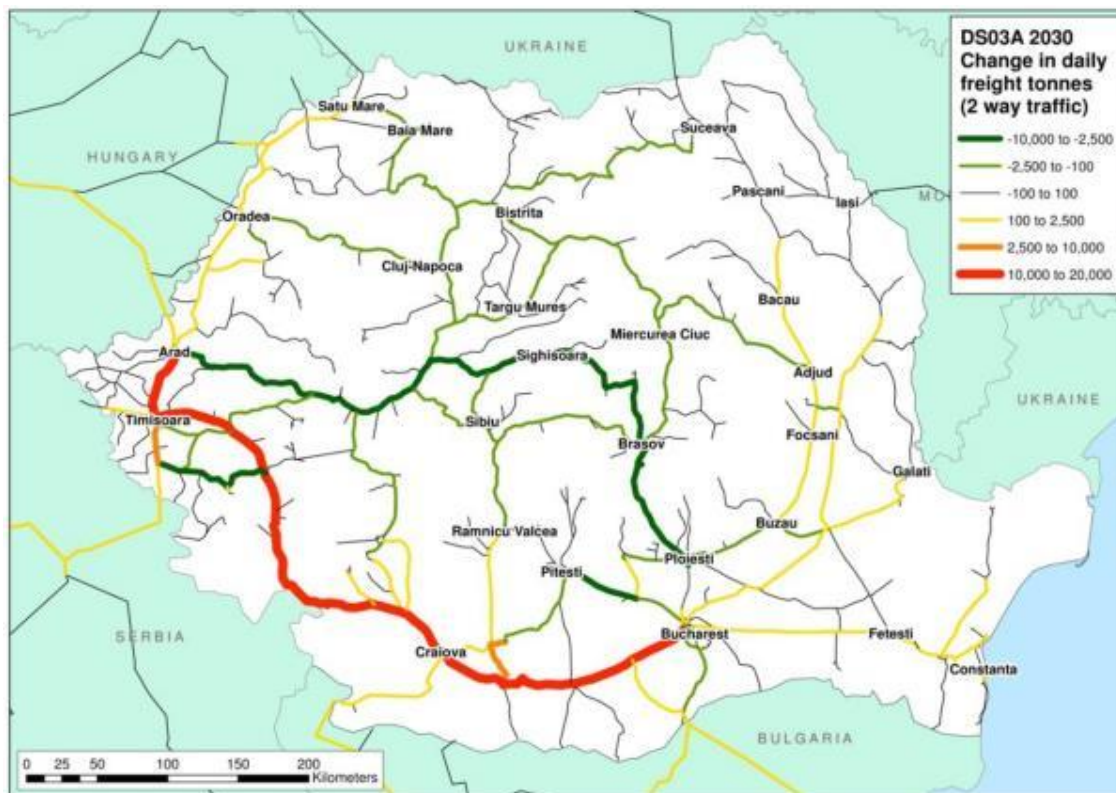 DS03A 2030
Change in daily
freight tonnes
(2 way traffic)
-10,000 to -2,500
-2,500 to -100
-100 to 100
100 to 2,500
2,500 to 10,000
10,000 to 20,000
UKRAINE
Satu Mare
Baia Mare
Suceava
HUNGARY
Pascani
Iasi
MO
Oradea
Bistrita
Cluj-Napoca
Targu Mures
Bacau
Miercurea Ciuc
Arad
Sighisoara
Adjud
UKRAINE
Timisoara
Sibiu
Brasov
Focsani
Galati
Ramnicu Valcea
Buzau
Ploiesti
Pitesti
SERBIA
Bucharest
Fetesti
Craiova
Constanta
BULGARIA
0 25 50 100 150 200
Kilometers